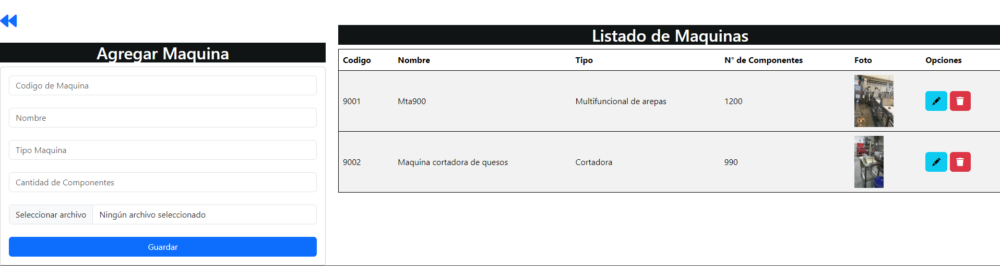 Agregar Maquina
Codigo de Maquina
Nombre
Tipo Maquina
Cantidad de Componentes
Seleccionar archivo Ningún archivo seleccionado
Guardar
Listado de Maquinas
Codigo Nombre Tipo N° de Componentes Foto Opciones
9001 Mta900 Multifuncional de arepas 1200
9002 Maquina cortadora de quesos Cortadora 990